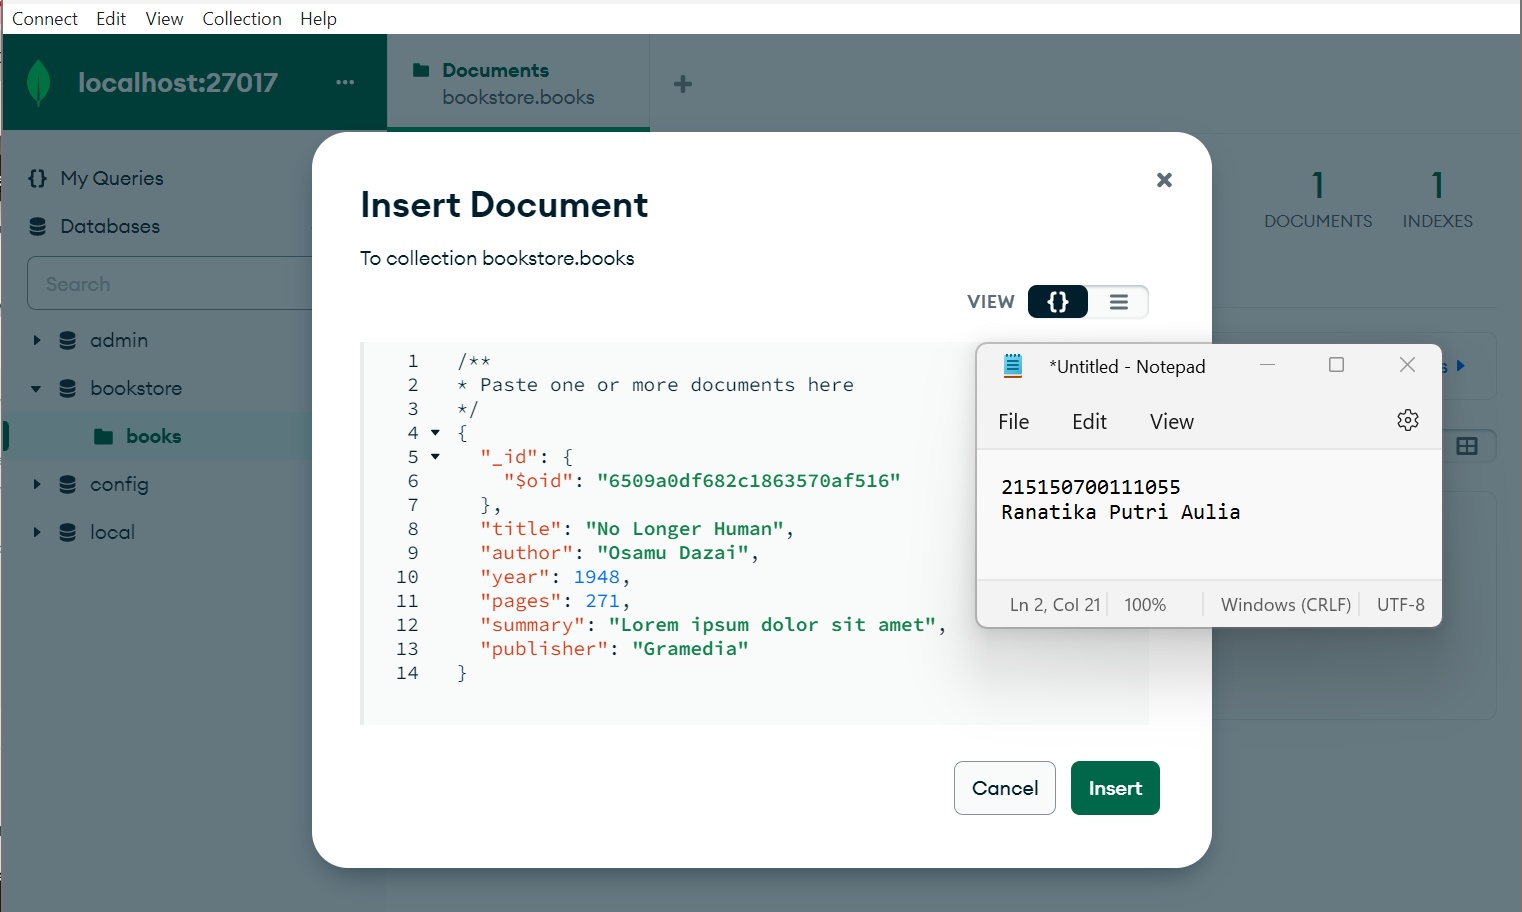 Connect Edit View Collection Help
localhost:27017 ...
Documents
bookstore.books
My Queries
Databases
Search
admin
bookstore
books
config
local
1
DOCUMENTS
1
INDEXES
Insert Document
To collection bookstore.books
VIEW {}
1 /**
2 * Paste one or more documents here
3 */
4 {
5 "_id": {
6 "$oid": "6509a0df682c1863570af516"
7 },
8 "title": "No Longer Human",
9 "author": "Osamu Dazai",
10 "year": 1948,
11 "pages": 271,
12 "summary": "Lorem ipsum dolor sit amet",
13 "publisher": "Gramedia"
14 }
Cancel Insert
*Untitled - Notepad
File Edit View
215150700111055
Ranatika Putri Aulia
Ln 2, Col 21 100% Windows (CRLF) UTF-8